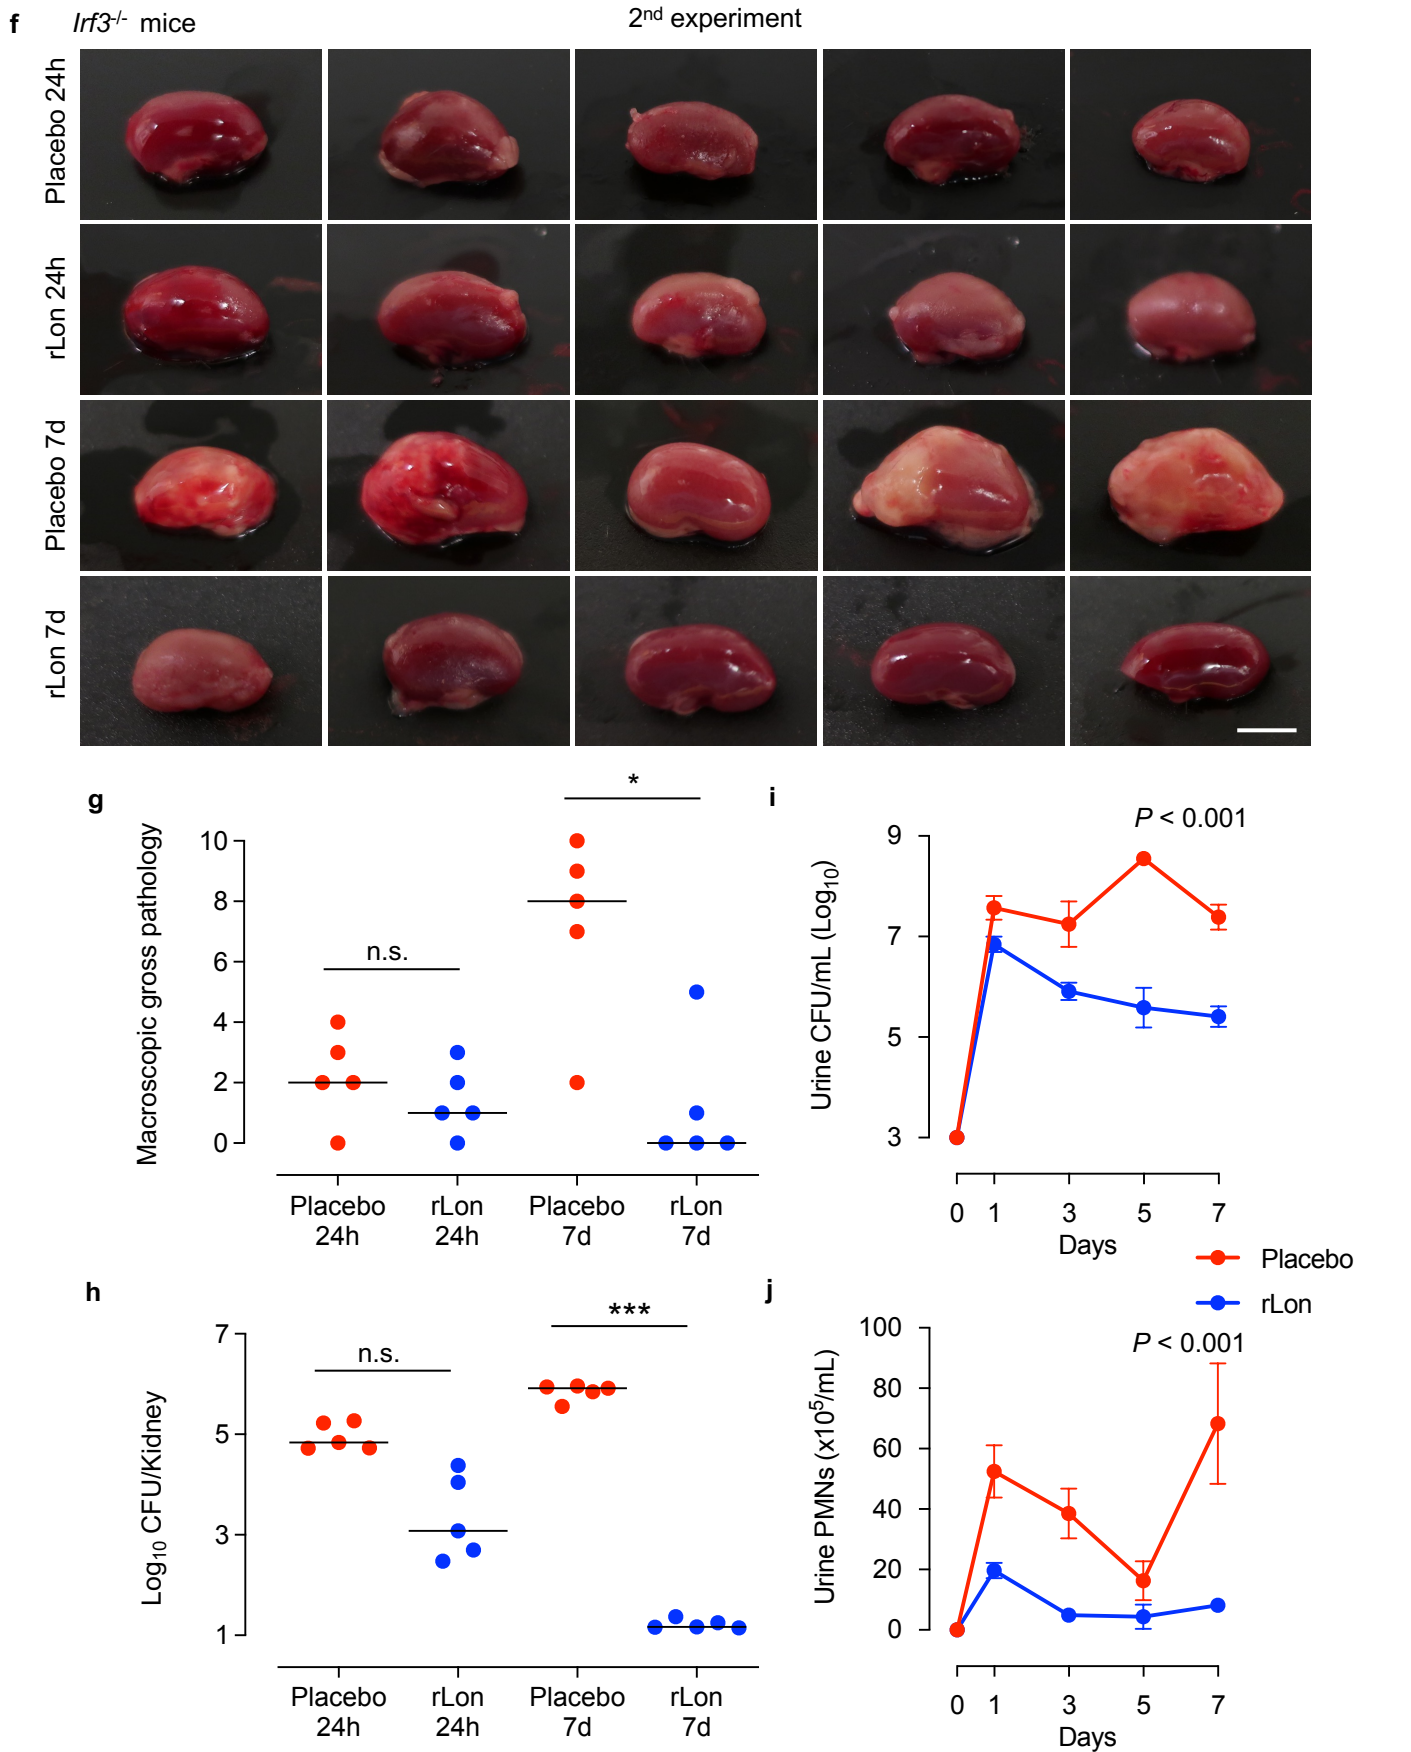 f Irf3-/- mice
2nd experiment
Placebo 24h
rLon 24h
Placebo 7d
rLon 7d
g
Macroscopic gross pathology
10
8
6
4
2
0
n.s.
*
Placebo 24h
rLon 24h
Placebo 7d
rLon 7d
i
P < 0.001
Urine CFU/mL (Log10)
9
7
5
3
0 1 3 5 7
Days
Placebo
rLon
h
Log10 CFU/Kidney
7
5
3
1
n.s.
***
Placebo 24h
rLon 24h
Placebo 7d
rLon 7d
j
P < 0.001
Urine PMNs (x105/mL)
100
80
60
40
20
0
0 1 3 5 7
Days